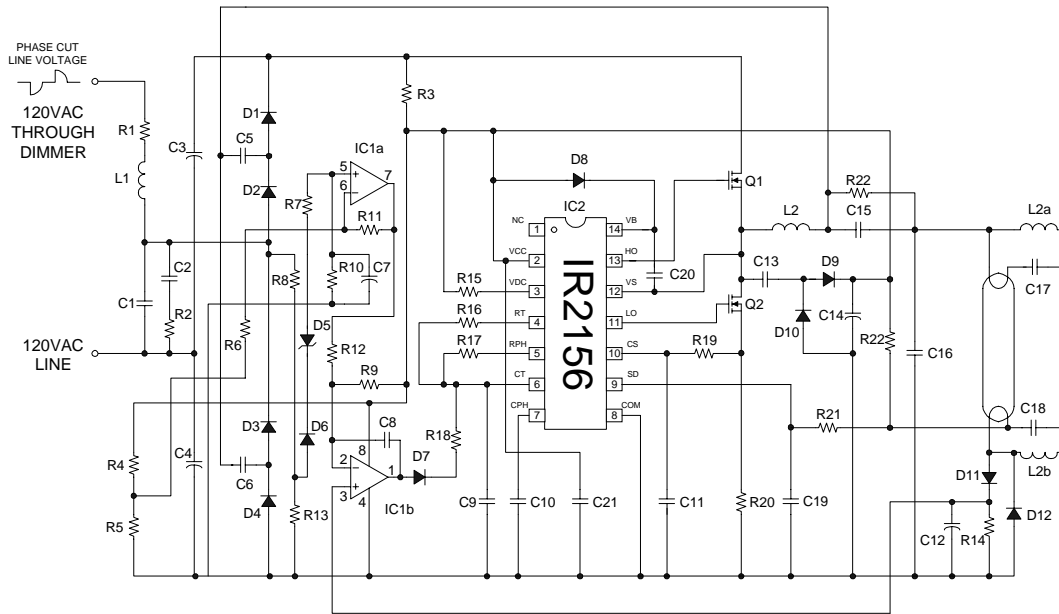 PHASE CUT
LINE VOLTAGE
120VAC
THROUGH
DIMMER
120VAC
LINE
R1
L1
C1
C2
R2
C3
C4
R4
R5
C5
C6
D1
D2
D3
D4
R6
R7
R8
D5
D6
R13
IC1a
5
6
7
R11
R10
C7
R12
R9
R3
C8
8
2
3
1
4
IC1b
D7
R18
R15
R16
R17
D8
IC2
IR2156
NC
1
VCC
2
VDC
3
RT
4
RPH
5
CT
6
CPH
7
14
VB
13
HO
12
VS
11
LO
10
CS
9
SD
8
COM
C9
C10
C21
C11
C20
R19
R20
Q1
Q2
L2
R22
C15
C13
D9
D10
C14
R22
C16
R21
C19
L2a
C17
C18
L2b
D11
D12
C12
R14